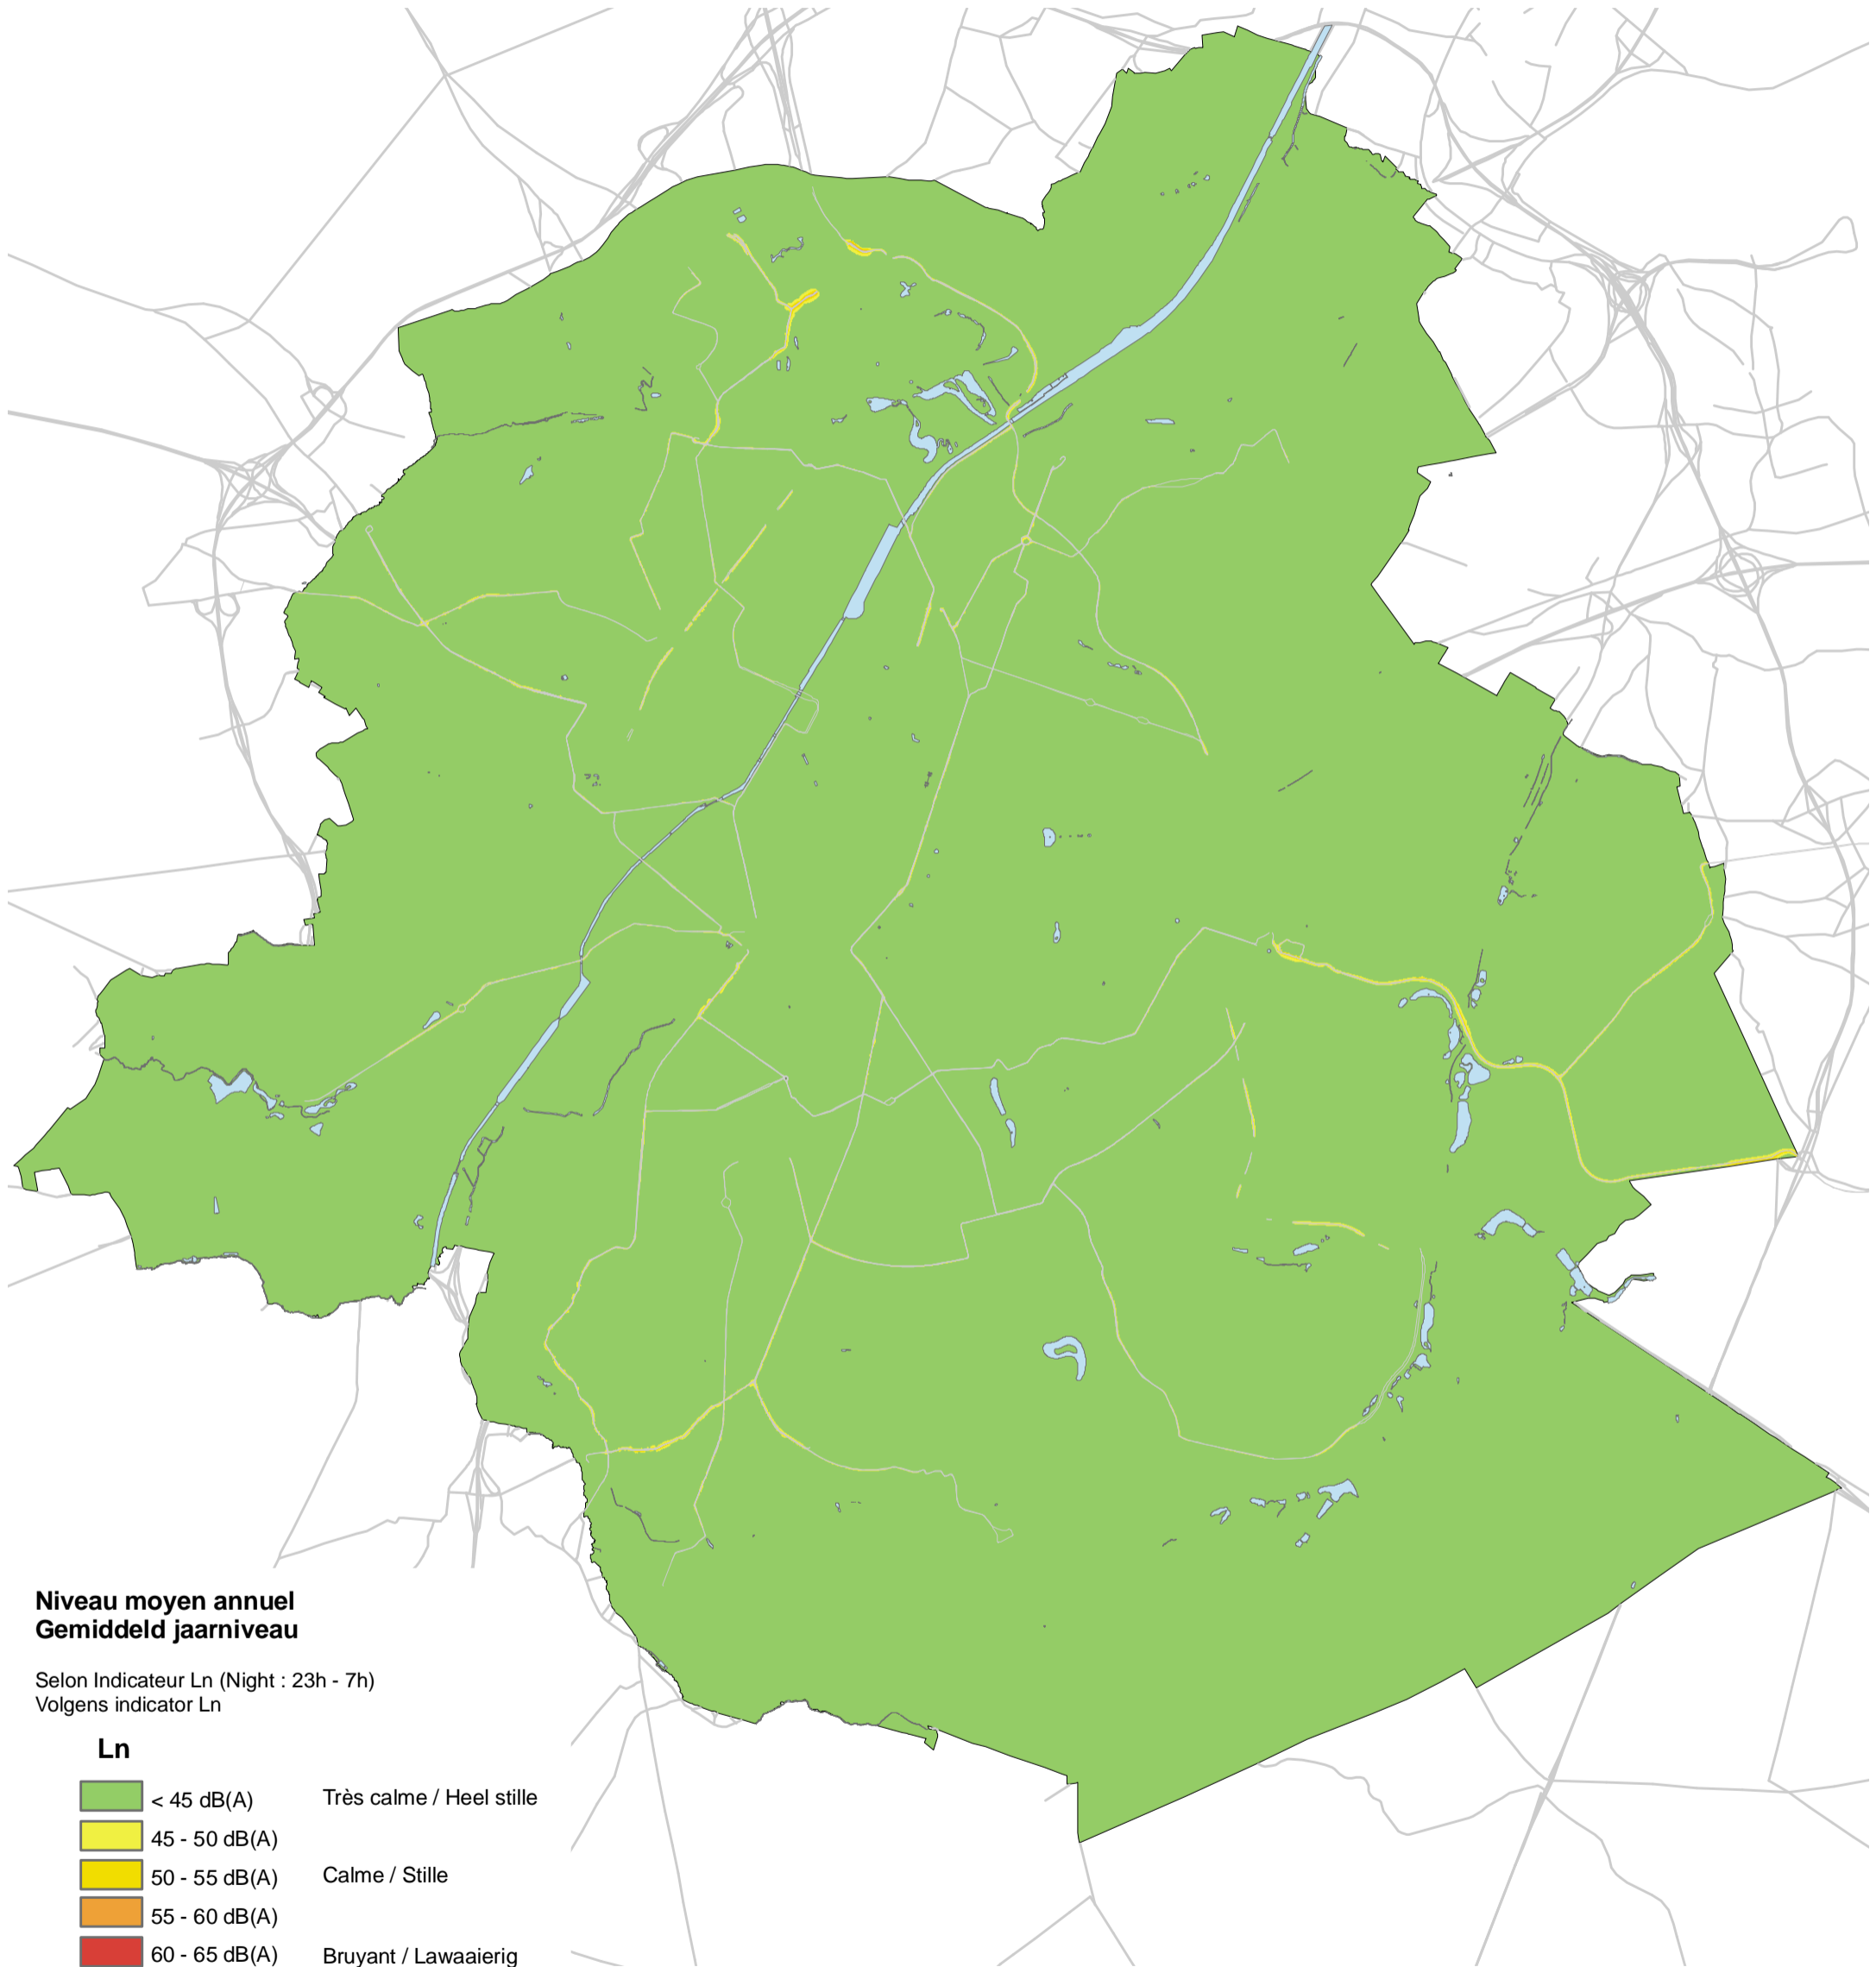 Niveau moyen annuel
Gemiddeld jaarniveau
Selon Indicateur Ln (Night : 23h - 7h)
Volgens indicator Ln
Ln
< 45 dB(A) Très calme / Heel stille
45 - 50 dB(A)
50 - 55 dB(A) Calme / Stille
55 - 60 dB(A)
60 - 65 dB(A) Bruyant / Lawaaierig